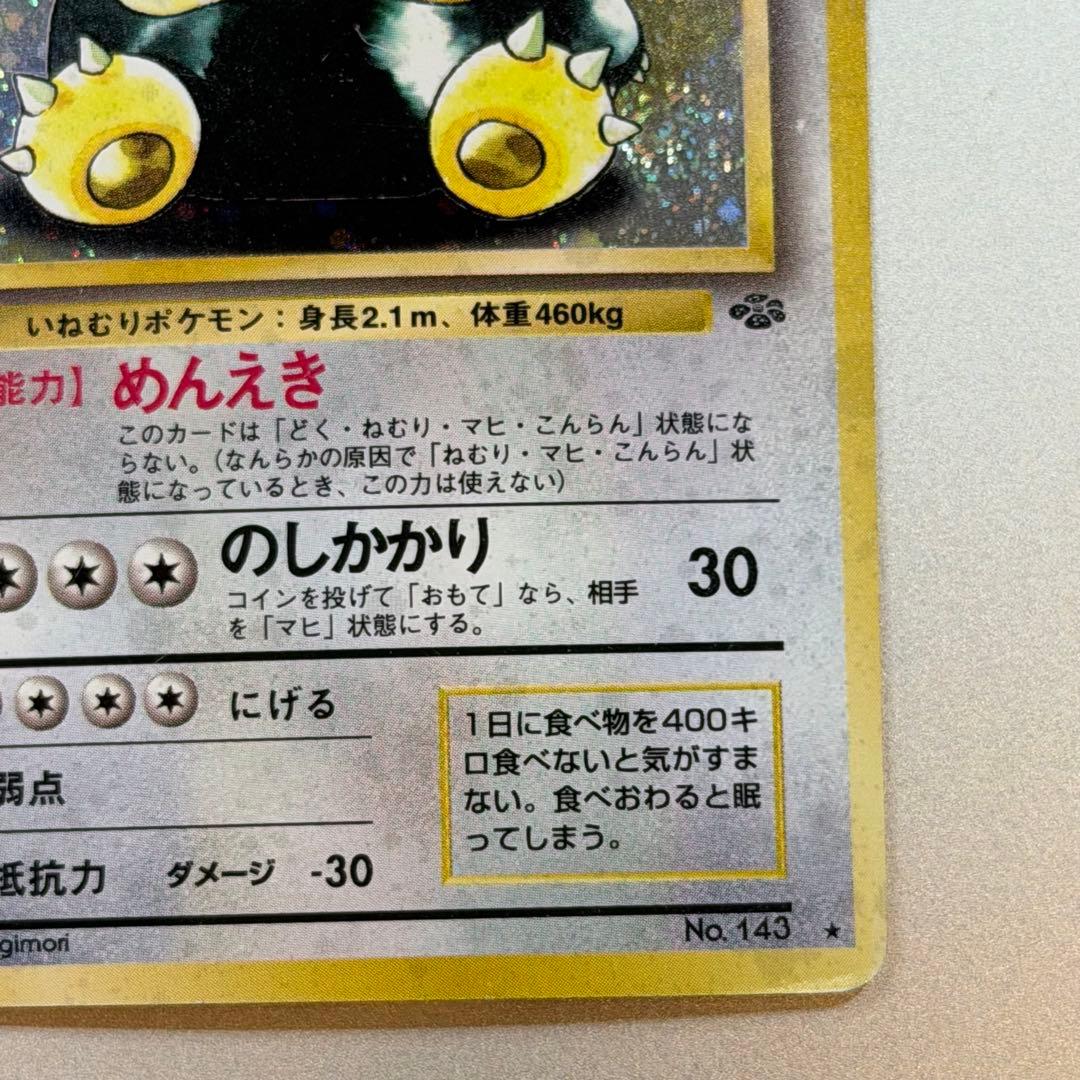 いねむりポケモン：身長2.1m、体重460kg
能力】めんえき
このカードは「どく・ねむり・マヒ・こんらん」状態にな
らない。（なんらかの原因で「ねむり・マヒ・こんらん」状
態になっているとき、この力は使えない）
のしかかり 30
コインを投げて「おもて」なら、相手
を「マヒ」状態にする。
にげる
弱点
抵抗力 ダメージ -30
1日に食べ物を400キ
ロ食べないと気がすま
ない。食べおわると眠
ってしまう。
gimori
No. 143 ★